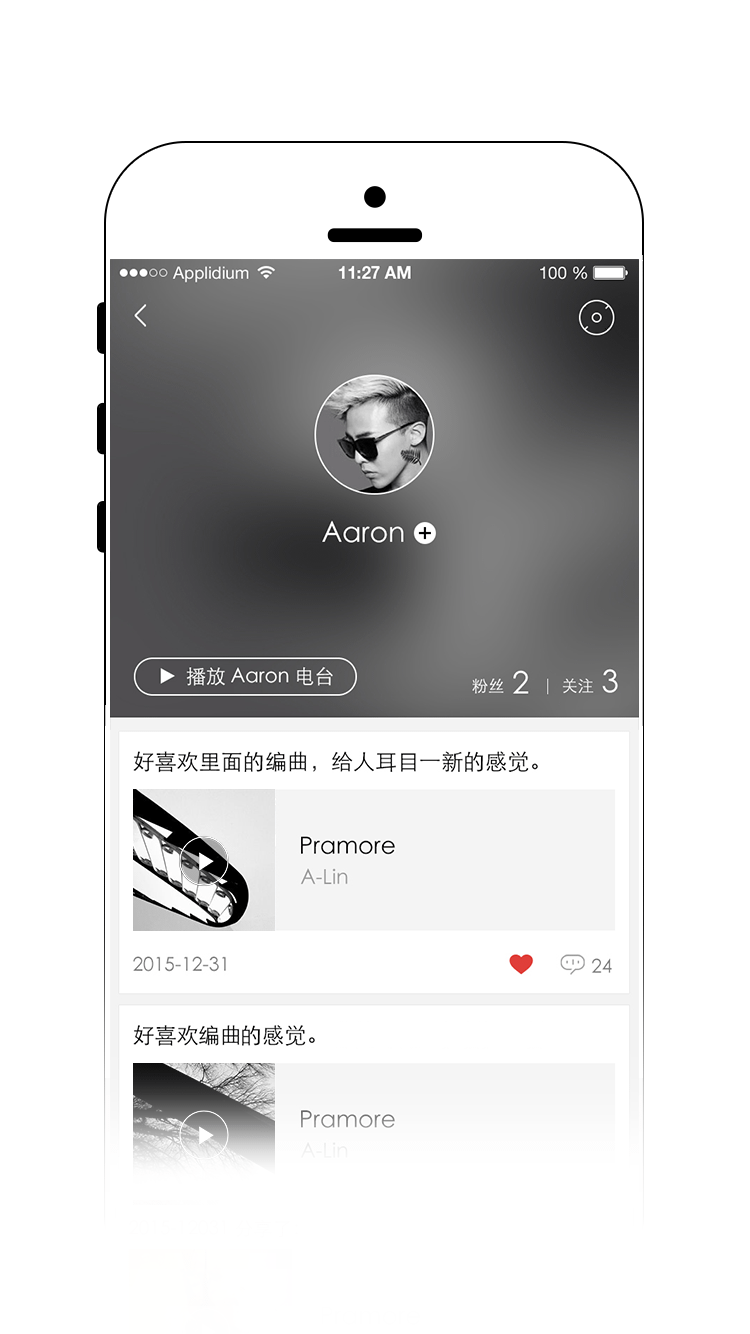 Applidium 11:27 AM 100 %
Aaron
播放 Aaron 电台 粉丝 2 | 关注 3
好喜欢里面的编曲，给人耳目一新的感觉。
Pramore
A-Lin
2015-12-31 24
好喜欢编曲的感觉。
Pramore
A-Lin